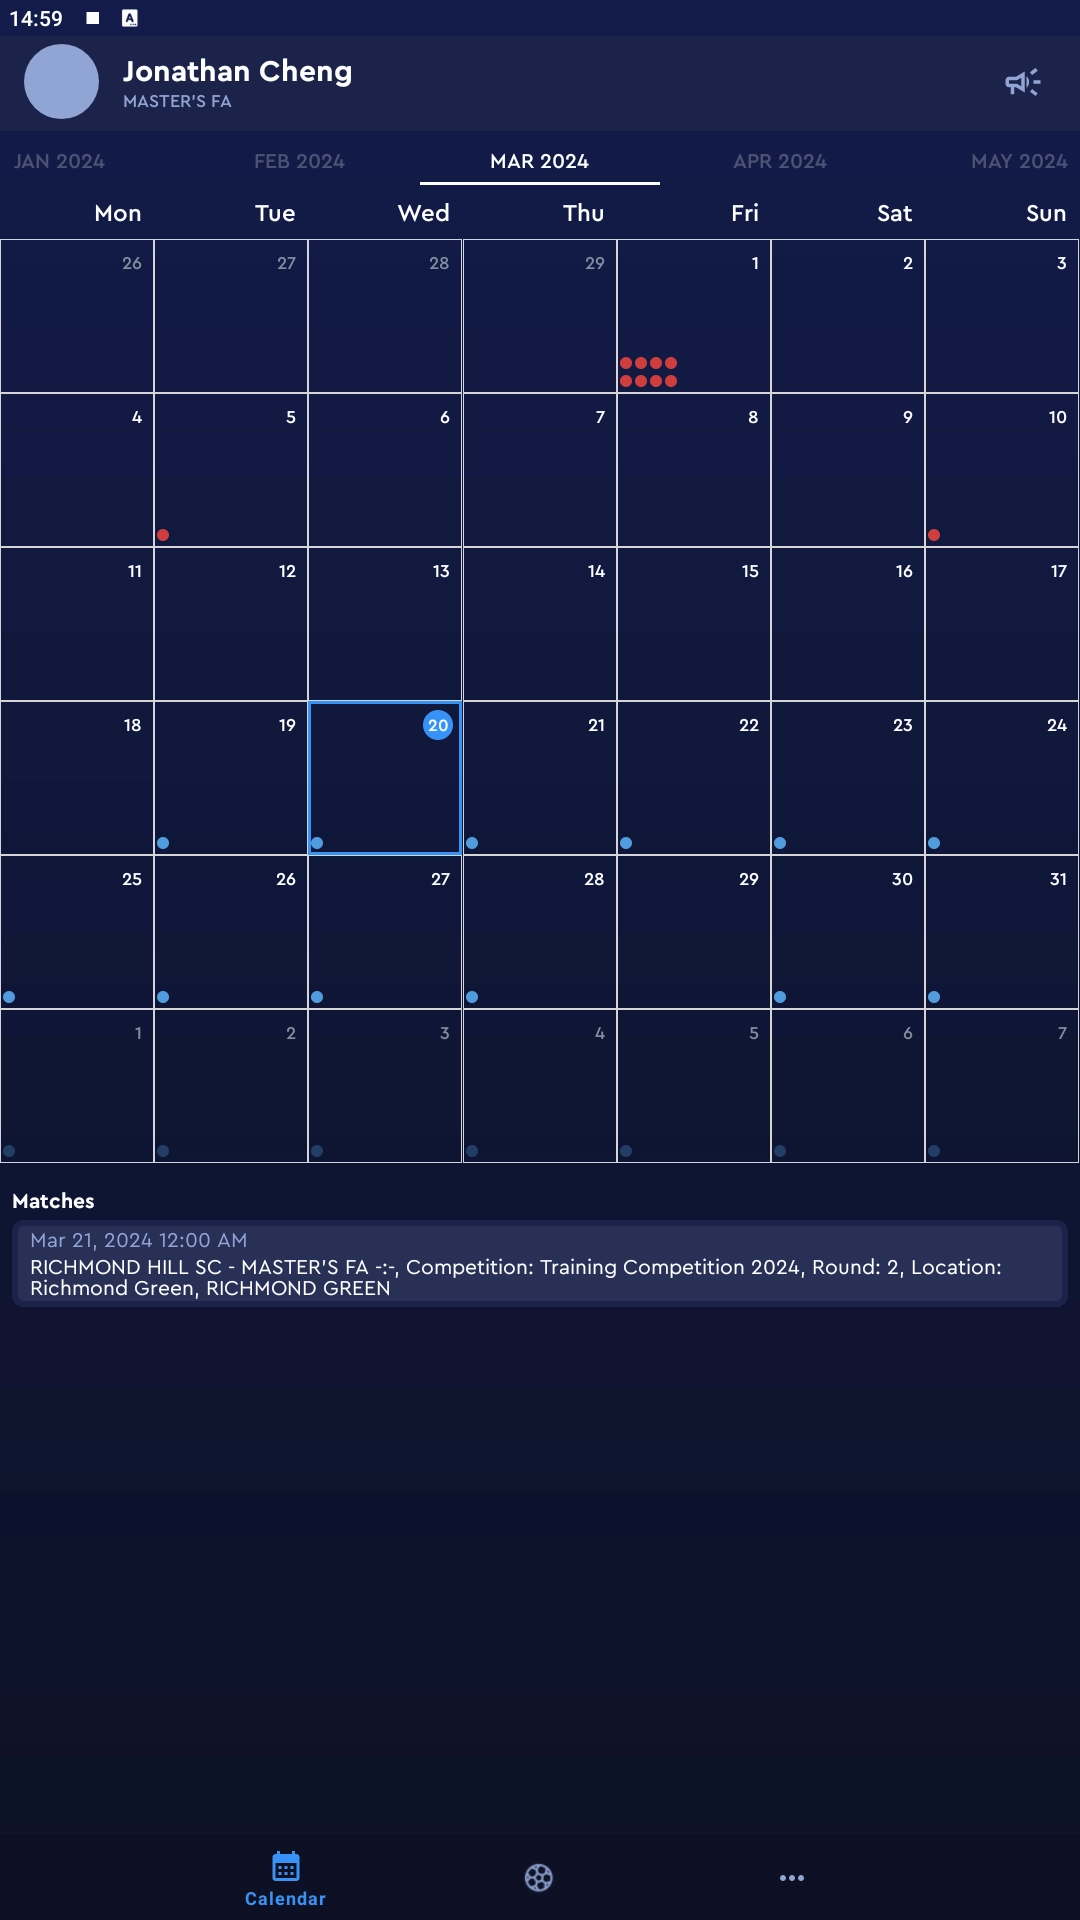 14:59
Jonathan Cheng
MASTER'S FA
JAN 2024 FEB 2024 MAR 2024 APR 2024 MAY 2024
Mon Tue Wed Thu Fri Sat Sun
26 27 28 29 1 2 3
4 5 6 7 8 9 10
11 12 13 14 15 16 17
18 19 20 21 22 23 24
25 26 27 28 29 30 31
1 2 3 4 5 6 7
Matches
Mar 21, 2024 12:00 AM
RICHMOND HILL SC - MASTER'S FA -:-, Competition: Training Competition 2024, Round: 2, Location:
Richmond Green, RICHMOND GREEN
Calendar